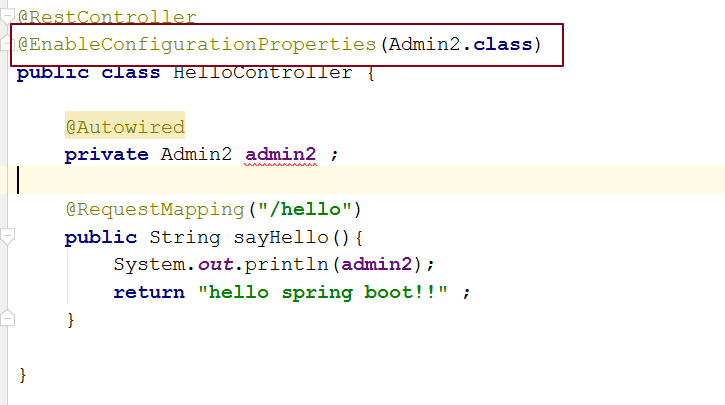 @RestController
@EnableConfigurationProperties(Admin2.class)
public class HelloController {
@Autowired
private Admin2 admin2 ;
@RequestMapping("/hello")
public String sayHello(){
System.out.println(admin2);
return "hello spring boot!!" ;
}
}